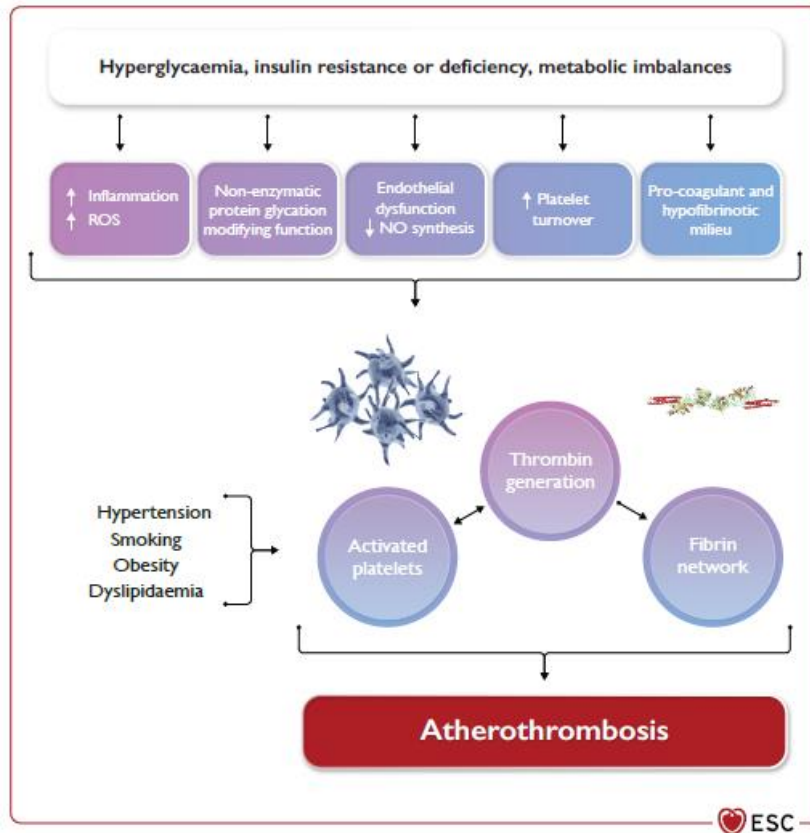 Hyperglycaemia, insulin resistance or deficiency, metabolic imbalances
↑ Inflammation
↑ ROS
Non-enzymatic
protein glycation
modifying function
Endothelial
dysfunction
↓ NO synthesis
↑ Platelet
turnover
Pro-coagulant and
hypofibrinotic
milieu
Thrombin
generation
Hypertension
Smoking
Obesity
Dyslipidaemia
Activated
platelets
Fibrin
network
Atherothrombosis
ESC